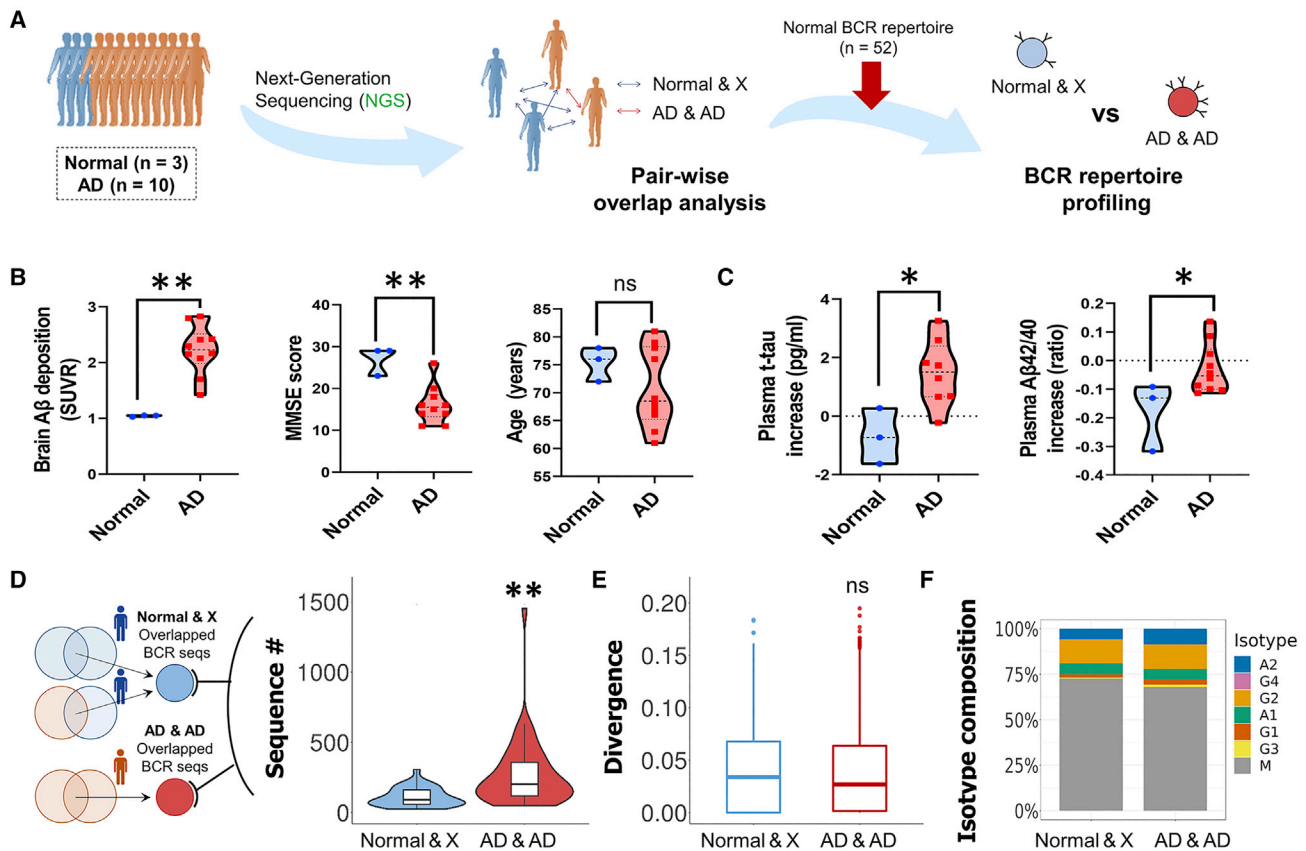 A
Normal (n = 3)
AD (n = 10)
Next-Generation
Sequencing (NGS)
Normal & X
AD & AD
Pair-wise
overlap analysis
Normal BCR repertoire
(n = 52)
Normal & X
vs
AD & AD
BCR repertoire
profiling
B
Brain Aβ deposition
(SUVR)
3
2
1
0
**
Normal
AD
MMSE score
40
30
20
10
0
**
Normal
AD
Age (years)
85
80
75
70
65
60
55
ns
Normal
AD
C
Plasma t-tau
increase (pg/ml)
4
2
0
-2
*
Normal
AD
Plasma Aβ42/40
increase (ratio)
0.2
0.1
0.0
-0.1
-0.2
-0.3
-0.4
*
Normal
AD
D
Normal & X
Overlapped
BCR seqs
AD & AD
Overlapped
BCR seqs
Sequence #
1500
1000
500
0
**
Normal & X
AD & AD
E
Divergence
0.20
0.15
0.10
0.05
0.00
ns
Normal & X
AD & AD
F
Isotype composition
100%
75%
50%
25%
0%
Normal & X
AD & AD
Isotype
A2
G4
G2
A1
G1
G3
M